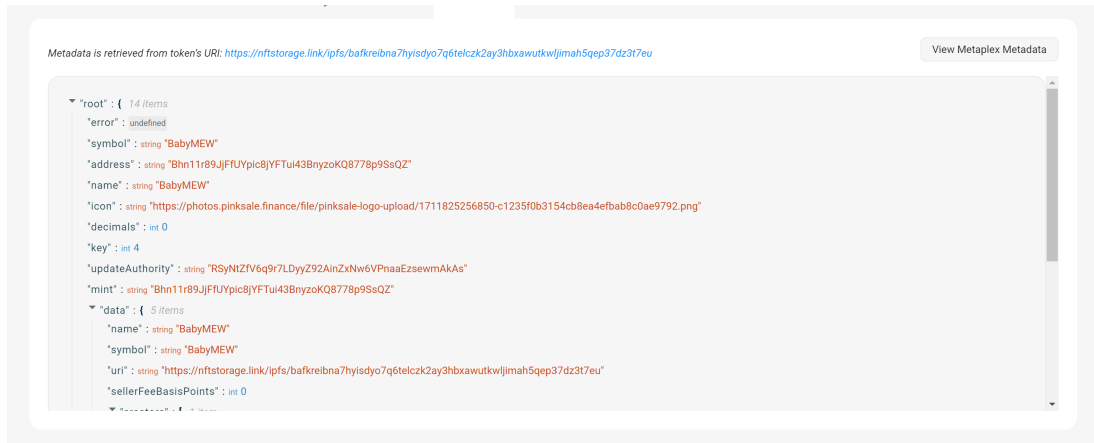 Metadata is retrieved from token's URI: https://nftstorage.link/ipfs/bafkreibna7hyisdyo7q6telczk2ay3hbxawutkwljimah5qep37dz3t7eu
View Metaplex Metadata
"root" : { 14 items
"error" : undefined
"symbol" : string "BabyMEW"
"address" : string "Bhn11r89JjFfUYpic8jYFTui43BnyzoKQ8778p9SsQZ"
"name" : string "BabyMEW"
"icon" : string "https://photos.pinksale.finance/file/pinksale-logo-upload/1711825256850-c1235f0b3154cb8ea4efbab8c0ae9792.png"
"decimals" : int 0
"key" : int 4
"updateAuthority" : string "RSyNtZfV6q9r7LDyyZ92AinZxNw6VPnaaEzsewmAkAs"
"mint" : string "Bhn11r89JjFfUYpic8jYFTui43BnyzoKQ8778p9SsQZ"
"data" : { 5 items
"name" : string "BabyMEW"
"symbol" : string "BabyMEW"
"uri" : string "https://nftstorage.link/ipfs/bafkreibna7hyisdyo7q6telczk2ay3hbxawutkwljimah5qep37dz3t7eu"
"sellerFeeBasisPoints" : int 0